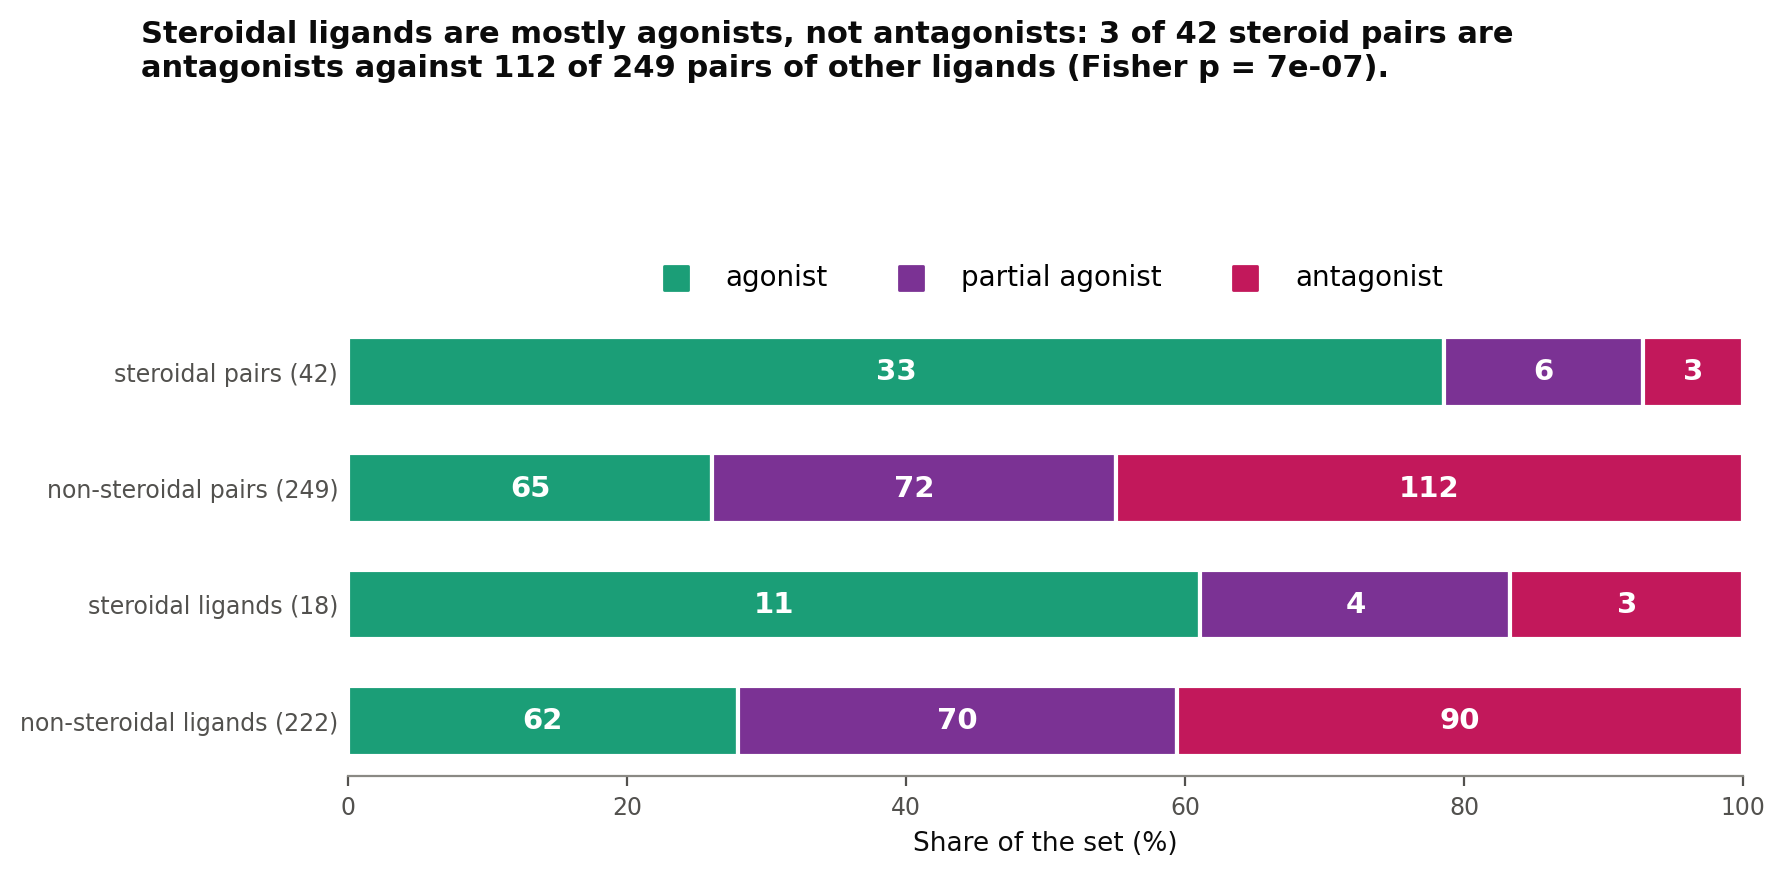 Steroidal ligands are mostly agonists, not antagonists: 3 of 42 steroid pairs are
antagonists against 112 of 249 pairs of other ligands (Fisher p = 7e-07).
agonist partial agonist antagonist
steroidal pairs (42) 33 6 3
non-steroidal pairs (249) 65 72 112
steroidal ligands (18) 11 4 3
non-steroidal ligands (222) 62 70 90
0 20 40 60 80 100
Share of the set (%)